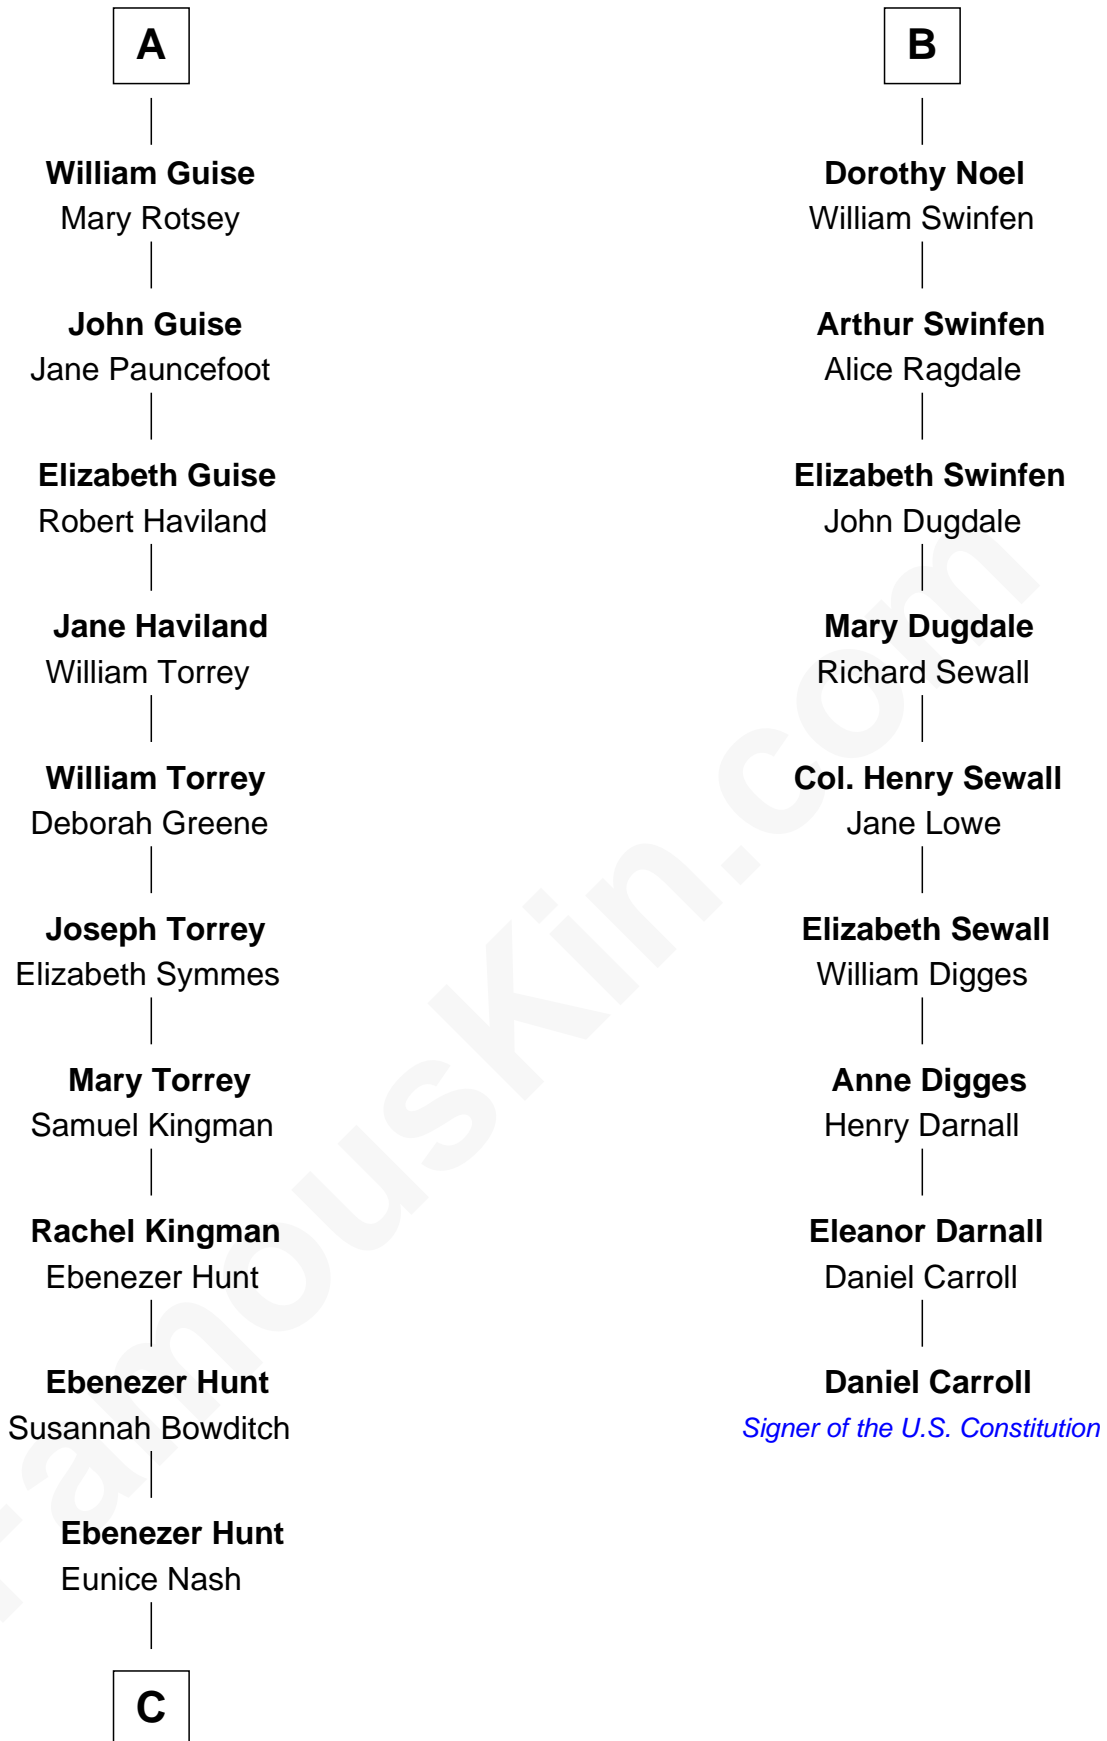 A
William Guise
Mary Rotsey
John Guise
Jane Pauncefoot
Elizabeth Guise
Robert Haviland
Jane Haviland
William Torrey
William Torrey
Deborah Greene
Joseph Torrey
Elizabeth Symmes
Mary Torrey
Samuel Kingman
Rachel Kingman
Ebenezer Hunt
Ebenezer Hunt
Susannah Bowditch
Ebenezer Hunt
Eunice Nash
C
B
Dorothy Noel
William Swinfen
Arthur Swinfen
Alice Ragdale
Elizabeth Swinfen
John Dugdale
Mary Dugdale
Richard Sewall
Col. Henry Sewall
Jane Lowe
Elizabeth Sewall
William Digges
Anne Digges
Henry Darnall
Eleanor Darnall
Daniel Carroll
Daniel Carroll
Signer of the U.S. Constitution
FamousKin.com